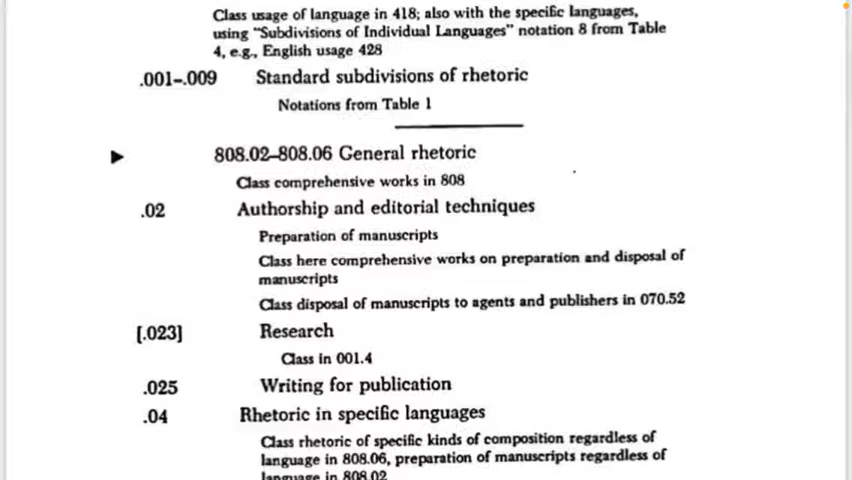 Class usage of language in 418; also with the specific languages,
using "Subdivisions of Individual Languages" notation 8 from Table
4, e.g., English usage 428
.001–.009 Standard subdivisions of rhetoric
Notations from Table 1
808.02–808.06 General rhetoric
Class comprehensive works in 808
.02 Authorship and editorial techniques
Preparation of manuscripts
Class here comprehensive works on preparation and disposal of
manuscripts
Class disposal of manuscripts to agents and publishers in 070.52
[.023] Research
Class in 001.4
.025 Writing for publication
.04 Rhetoric in specific languages
Class rhetoric of specific kinds of composition regardless of
language in 808.06, preparation of manuscripts regardless of
language in 808.02